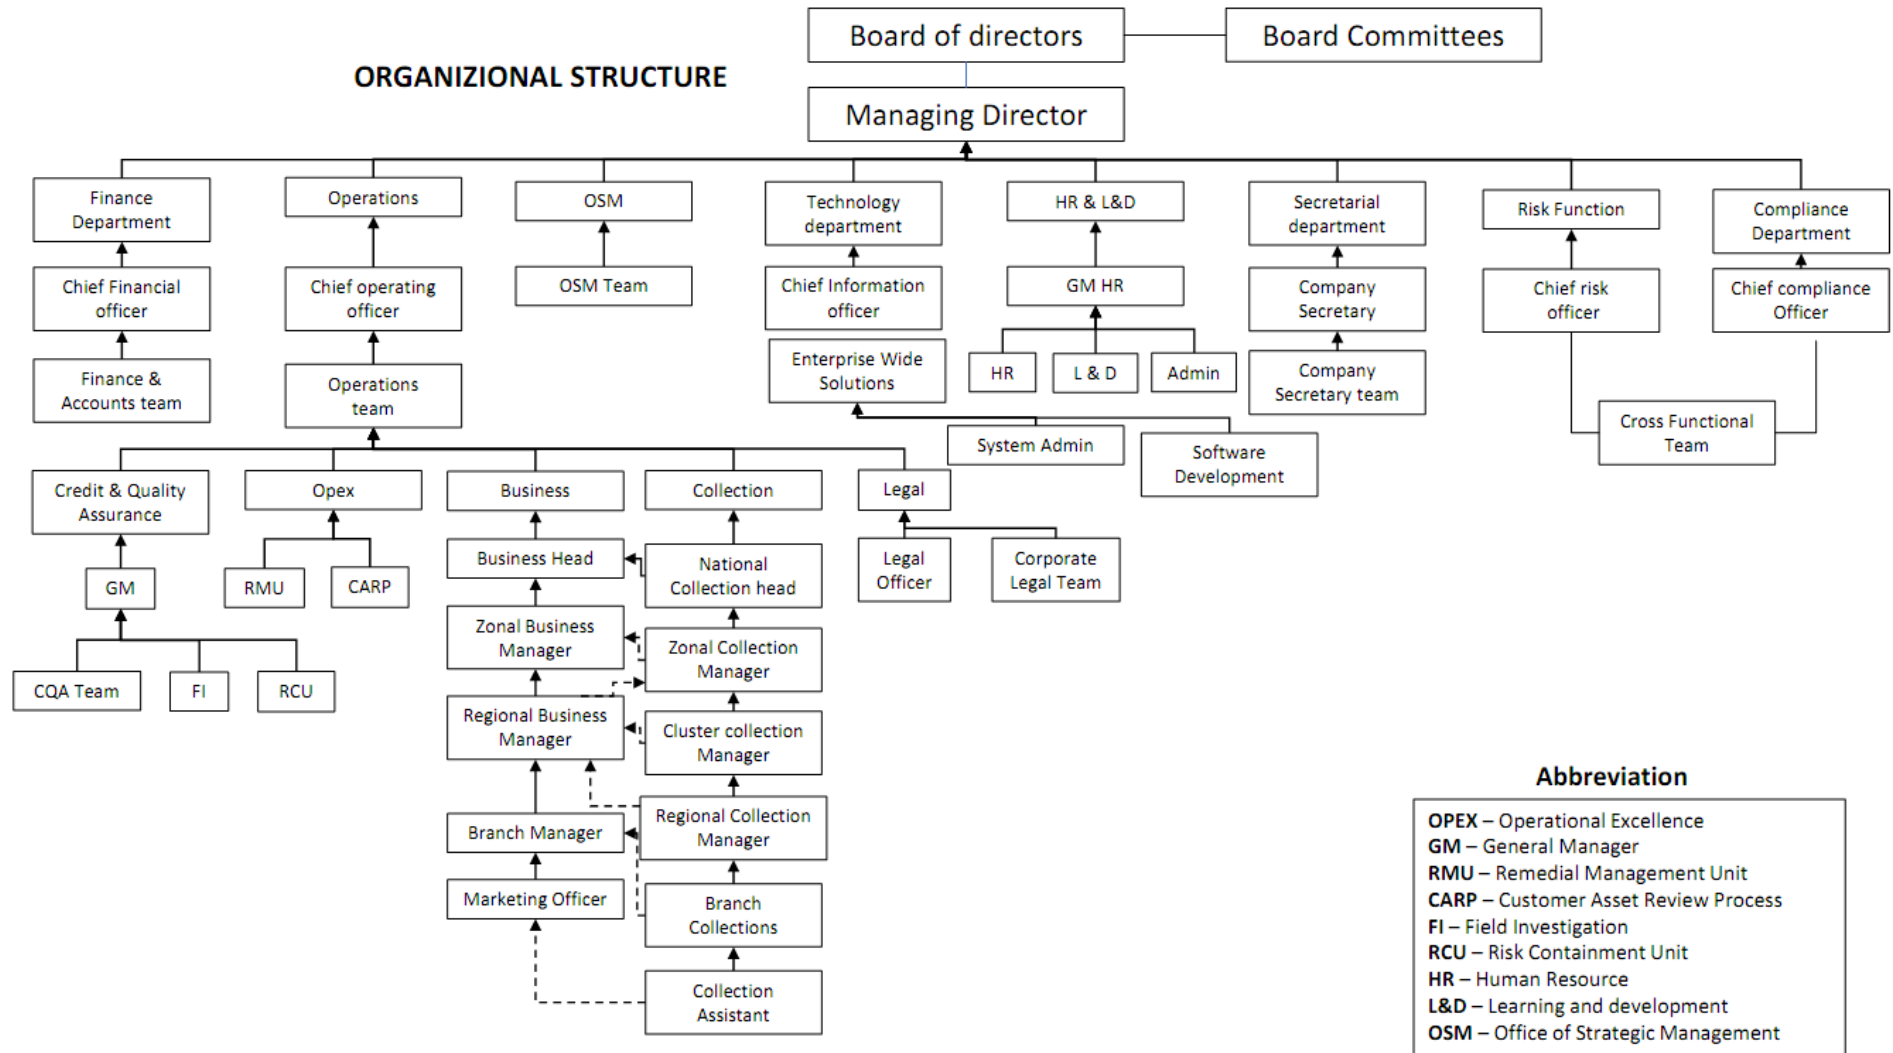 Board of directors
Board Committees
ORGANIZIONAL STRUCTURE
Managing Director
Finance
Department
Operations
OSM
Technology
department
HR & L&D
Secretarial
department
Risk Function
Compliance
Department
Chief Financial
officer
Chief operating
officer
OSM Team
Chief Information
officer
GM HR
Company
Secretary
Chief risk
officer
Chief compliance
Officer
Finance &
Accounts team
Operations
team
Enterprise Wide
Solutions
HR
L & D
Admin
Company
Secretary team
Cross Functional
Team
System Admin
Software
Development
Credit & Quality
Assurance
Opex
Business
Collection
Legal
GM
RMU
CARP
Business Head
National
Collection head
Legal
Officer
Corporate
Legal Team
CQA Team
FI
RCU
Zonal Business
Manager
Zonal Collection
Manager
Regional Business
Manager
Cluster collection
Manager
Branch Manager
Regional Collection
Manager
Marketing Officer
Branch
Collections
Collection
Assistant
Abbreviation
OPEX – Operational Excellence
GM – General Manager
RMU – Remedial Management Unit
CARP – Customer Asset Review Process
FI – Field Investigation
RCU – Risk Containment Unit
HR – Human Resource
L&D – Learning and development
OSM – Office of Strategic Management